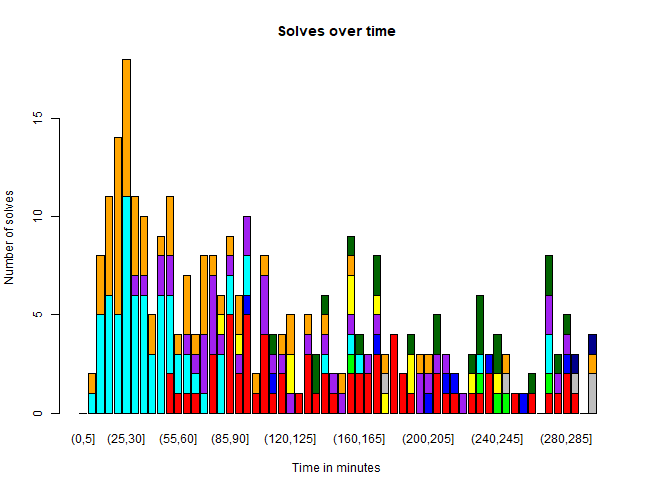 Solves over time
Number of solves
15
10
5
0
(0,5] (25,30] (55,60] (85,90] (120,125] (160,165] (200,205] (240,245] (280,285]
Time in minutes